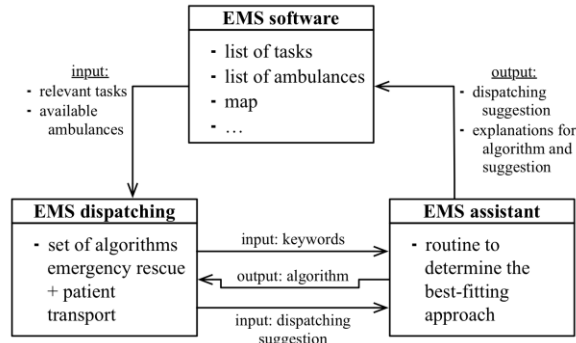 EMS software
- list of tasks
- list of ambulances
- map
- …
input:
- relevant tasks
- available
ambulances
output:
- dispatching
suggestion
- explanations for
algorithm and
suggestion
EMS dispatching
- set of algorithms
emergency rescue
+ patient
transport
input: keywords
output: algorithm
input: dispatching
suggestion
EMS assistant
- routine to
determine the
best-fitting
approach